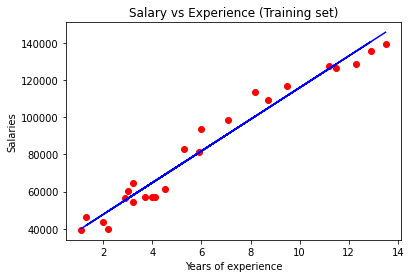 Salary vs Experience (Training set)
140000
120000
100000
80000
60000
40000
Salaries
2 4 6 8 10 12 14
Years of experience